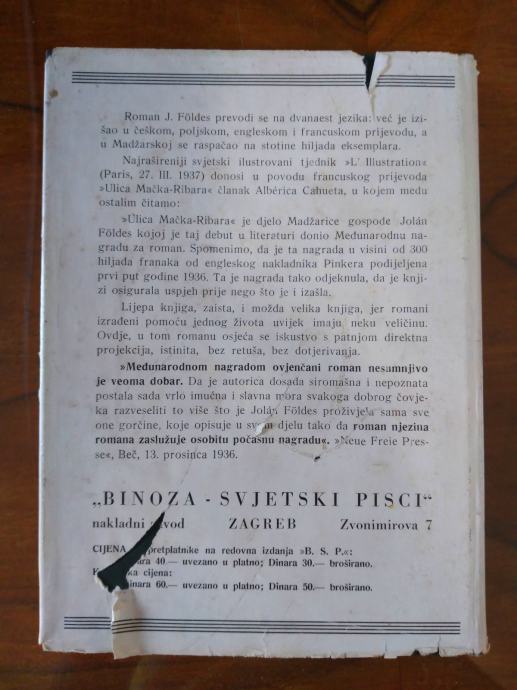 Roman J. Földes prevodi se na dvanaest jezika: već je izi-
šao u češkom, poljskom, engleskom i francuskom prijevodu, a
u Madžarskoj se raspačao na stotine hiljada eksemplara.
Najrašireniji svjetski ilustrovani tjednik »L' Illustration«
(Paris, 27. III. 1937) donosi u povodu francuskog prijevoda
»Ulica Mačka-Ribara« članak Albérica Cahueta, u kojem među
ostalim čitamo:
»Ulica Mačka-Ribara« je djelo Madžarice gospođe Jolán
Földes kojoj je taj debut u literaturi donio Međunarodnu na-
gradu za roman. Spomenimo, da je ta nagrada u visini od 300
hiljada franaka od engleskog nakladnika Pinkera podijeljena
prvi put godine 1936. Ta je nagrada tako odjeknula, da je knji-
zi osigurala uspjeh prije nego što je i izašla.
Lijepa knjiga, zaista, i možda velika knjiga, jer romani
izrađeni pomoću jednog života uvijek imaju neku veličinu.
Ovdje, u tom romanu osjeća se iskustvo s patnjom direktna
projekcija, istinita, bez retuša, bez dotjerivanja.
»Međunarodnom nagradom ovjenčani roman nesumnjivo
je veoma dobar. Da je autorica dosada siromašna i nepoznata
postala sada vrlo imućna i slavna mora svakoga dobrog čovje-
ka razveseliti to više što je Jolán Földes proživjela sama sve
one gorčine, koje opisuje u svom djelu tako da roman njezina
romana zaslužuje osobitu počasnu nagradu«. »Neue Freie Pres-
se«, Beč, 13. prosinca 1936.
„BINOZA - SVJETSKI PISCI"
nakladni zavod ZAGREB Zvonimirova 7
CIJENA pretplatnike na redovna izdanja »B. S. P.«:
40.— uvezano u platno; Dinara 30.— broširano.
cijena:
60.— uvezano u platno; Dinara 50.— broširano.